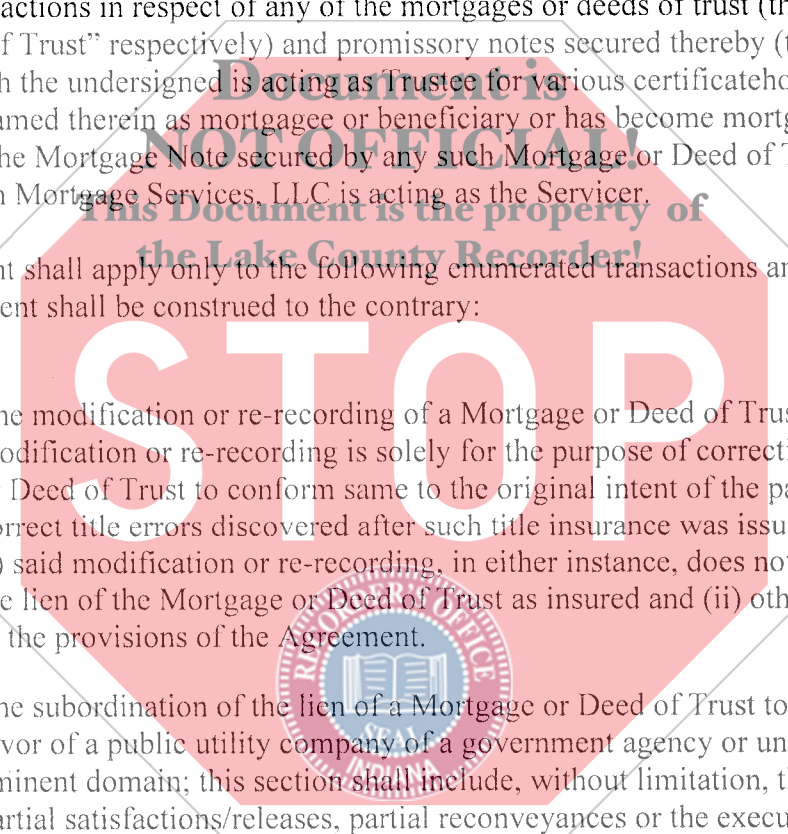 actions in respect of any of the mortgages or deeds of trust (th
f Trust” respectively) and promissory notes secured thereby (t
Document is
h the undersigned is acting as Trustee for various certificateho
amed therein as mortgagee or beneficiary or has become mortg
NOT OFFICIAL!
he Mortgage Note secured by any such Mortgage or Deed of T
n Mortgage Services, LLC is acting as the Servicer.
This Document is the property of
the Lake County Recorder!
nt shall apply only to the following enumerated transactions an
ent shall be construed to the contrary:
STOP
he modification or re-recording of a Mortgage or Deed of Trus
odification or re-recording is solely for the purpose of correcti
Deed of Trust to conform same to the original intent of the pa
orrect title errors discovered after such title insurance was issu
) said modification or re-recording, in either instance, does no
e lien of the Mortgage or Deed of Trust as insured and (ii) oth
the provisions of the Agreement.
RECORDER'S OFFICE
SEAL
INDIANA
he subordination of the lien of a Mortgage or Deed of Trust to
vor of a public utility company of a government agency or un
minent domain; this section shall include, without limitation, t
artial satisfactions/releases, partial reconveyances or the execu